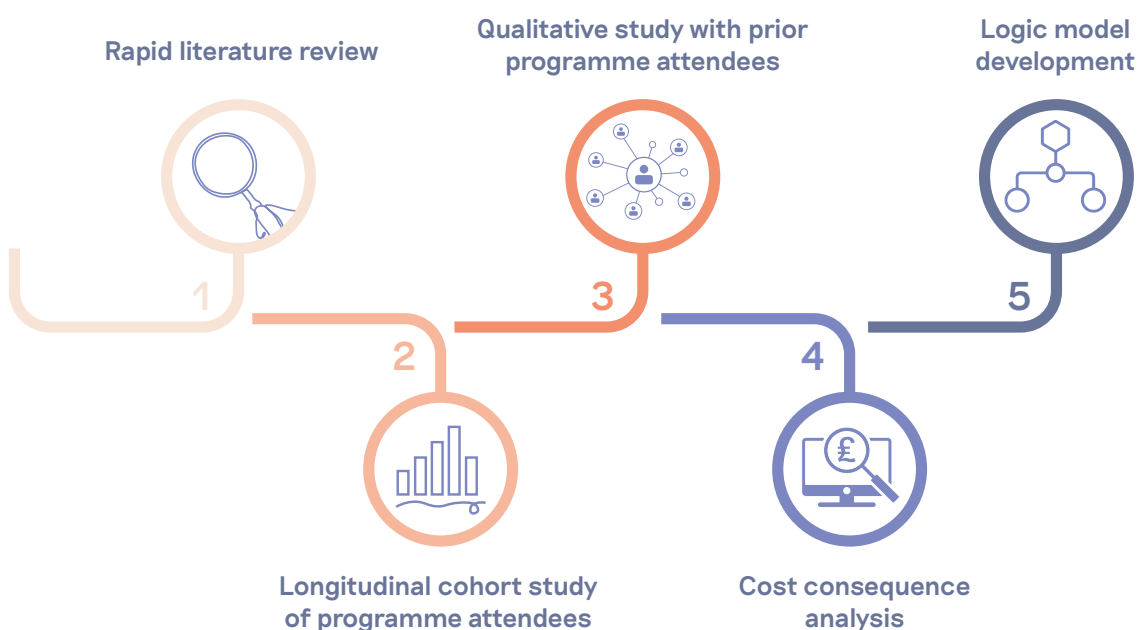 Rapid literature review
1
2
Longitudinal cohort study
of programme attendees
Qualitative study with prior
programme attendees
3
4
£
Cost consequence
analysis
Logic model
development
5